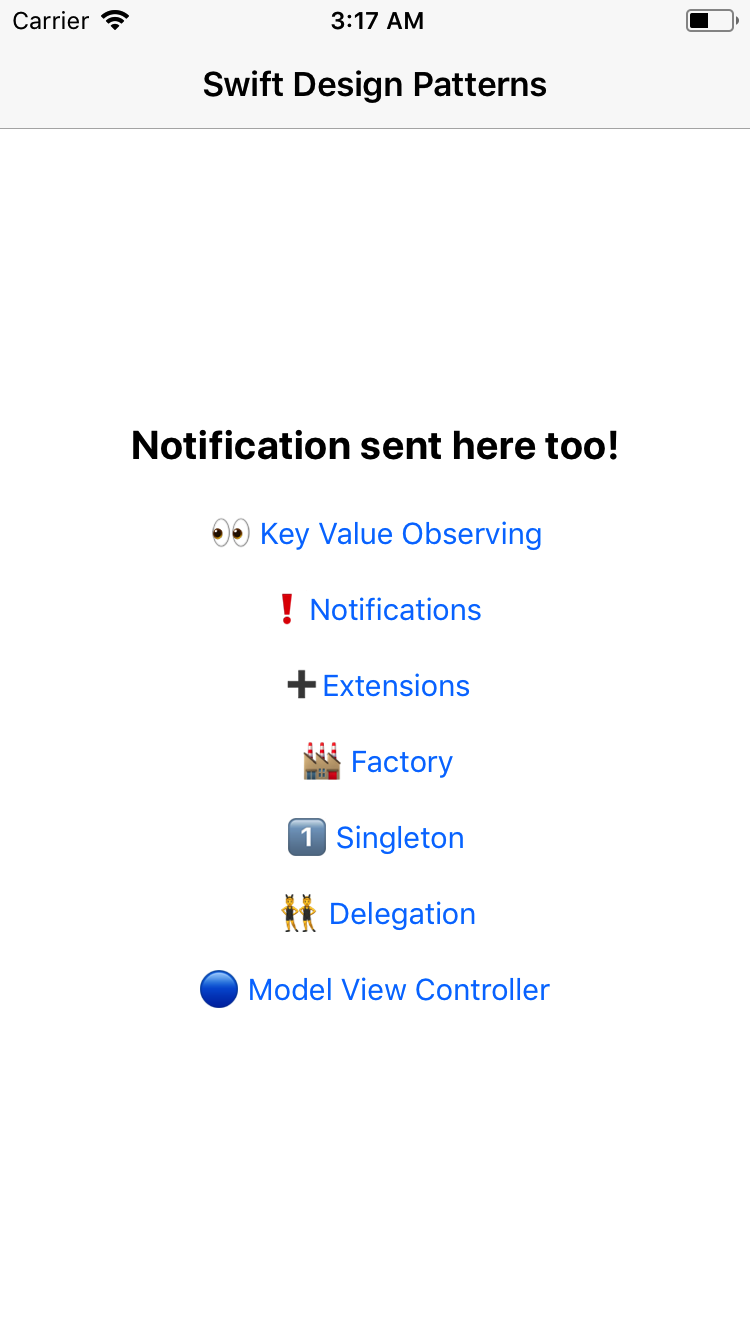 Carrier 3:17 AM
Swift Design Patterns
Notification sent here too!
👀 Key Value Observing
❗ Notifications
➕ Extensions
🏭 Factory
1️⃣ Singleton
👯 Delegation
🔵 Model View Controller